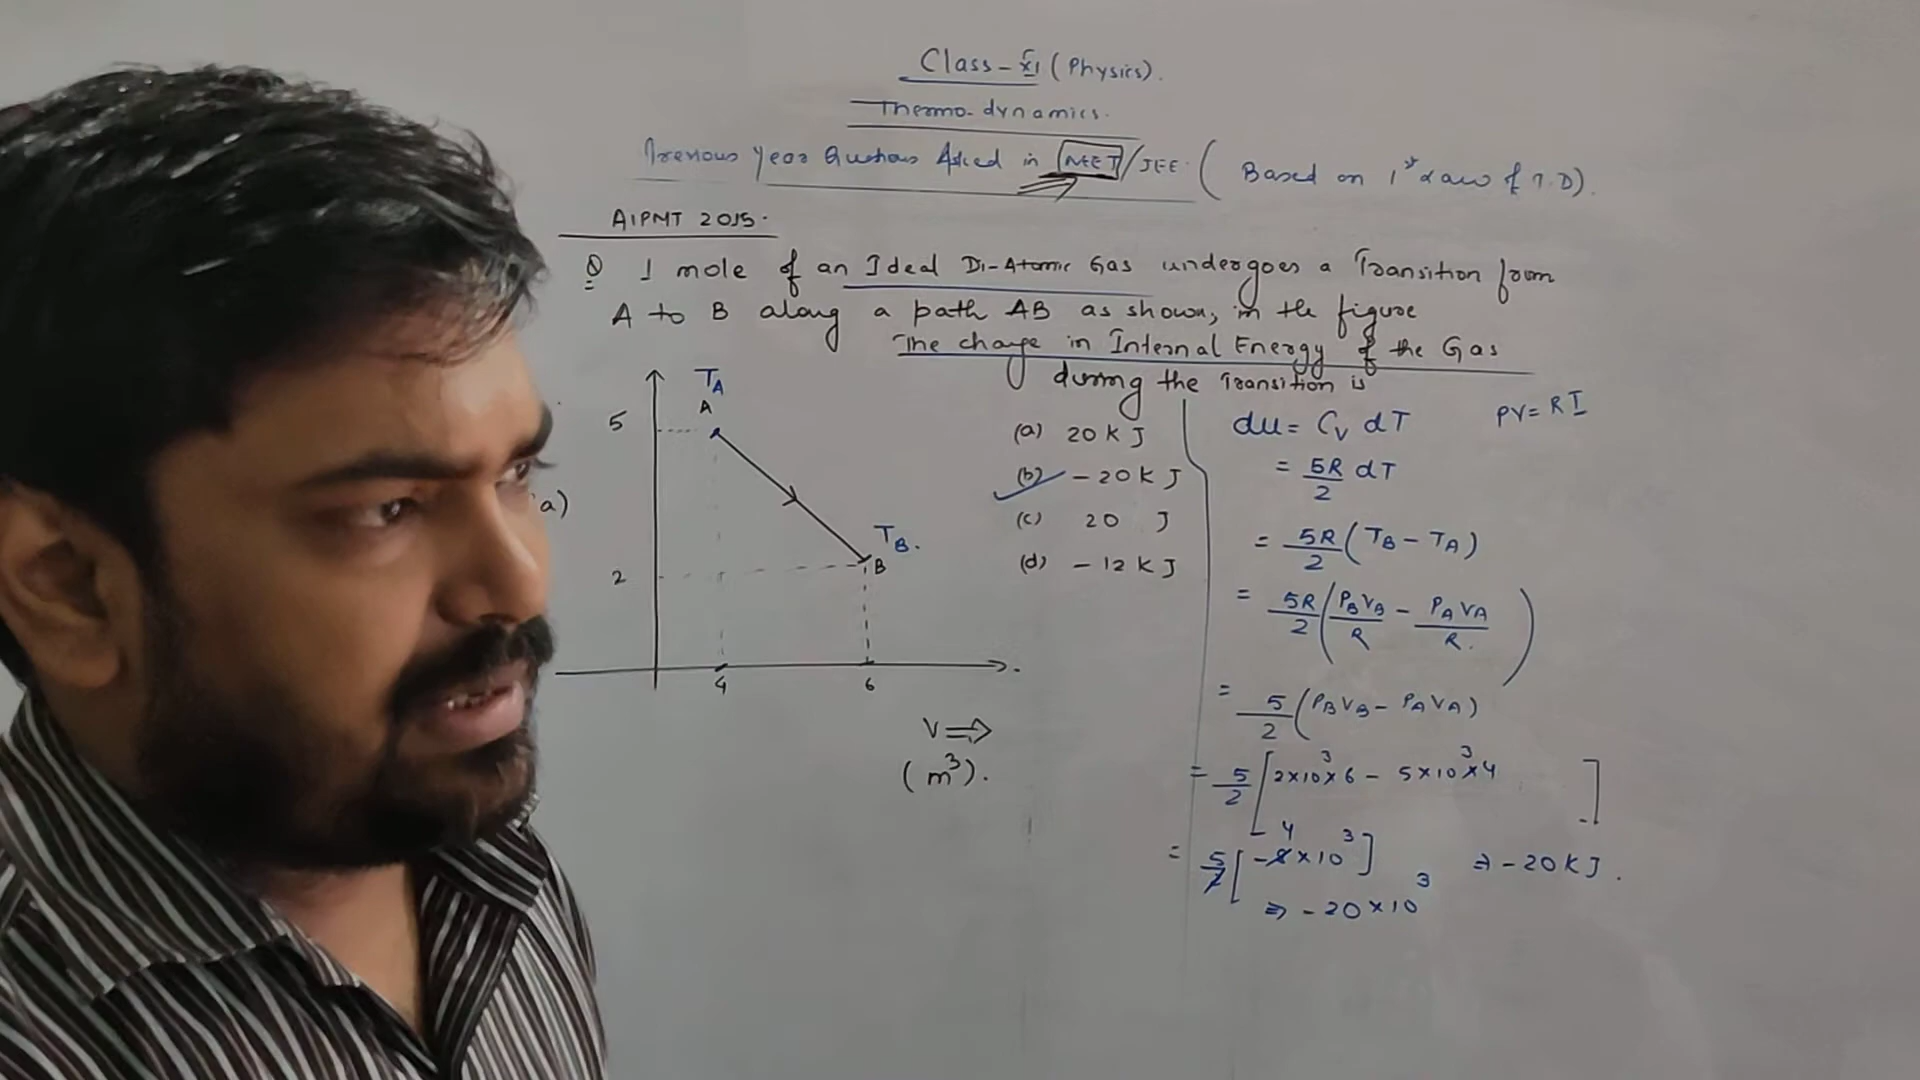 Class - XI (Physics).
Thermo-dynamics.
Previous Year Questions Asked in NEET/JEE. ( Based on 1st Law of T.D).
AIPMT 2015.
Q 1 mole of an Ideal Di-Atomic Gas undergoes a Transition from
A to B along a path AB as shown, in the figure
The change in Internal Energy of the Gas
during the Transition is
TA
A
5
a)
2
TB.
B
4
6
V ⇒
(m³).
(a) 20 k J
(b) - 20 k J
(c) 20 J
(d) - 12 k J
du = Cv dT
PV = RT
= 5R/2 dT
= 5R/2 (TB - TA)
= 5R/2 (PBVB/R - PAVA/R.)
= 5/2 (PBVB - PAVA)
= 5/2 [2×10³×6 - 5×10³×4]
= 5/2 [-8×10³] 4
⇒ -20×10³
⇒ -20 k J.